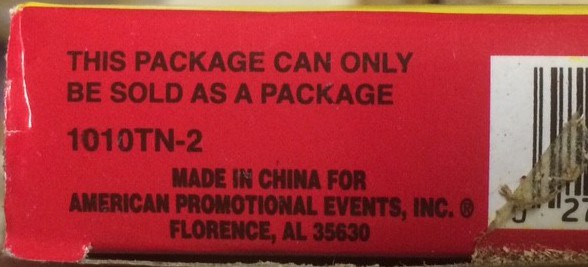 THIS PACKAGE CAN ONLY
BE SOLD AS A PACKAGE
1010TN-2
MADE IN CHINA FOR
AMERICAN PROMOTIONAL EVENTS, INC. ®
FLORENCE, AL 35630
27